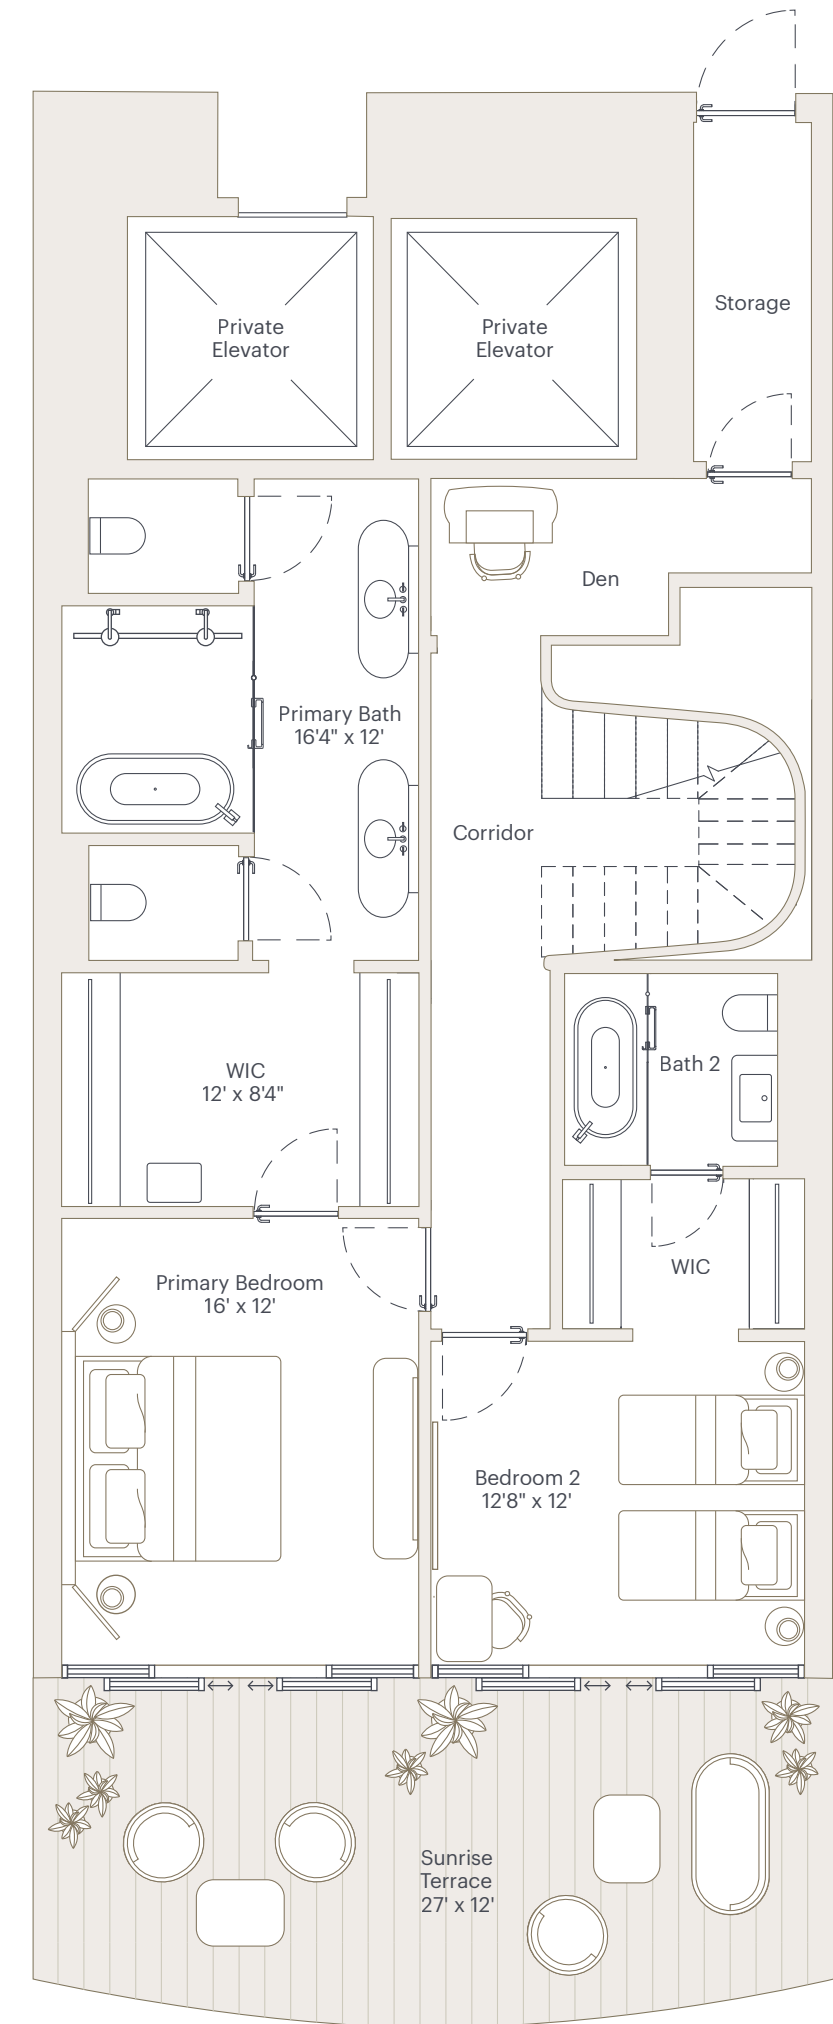 Storage
Private
Elevator
Private
Elevator
Den
Primary Bath
16'4" x 12'
Corridor
WIC
12' x 8'4"
Bath 2
WIC
Primary Bedroom
16' x 12'
Bedroom 2
12'8" x 12'
Sunrise
Terrace
27' x 12'